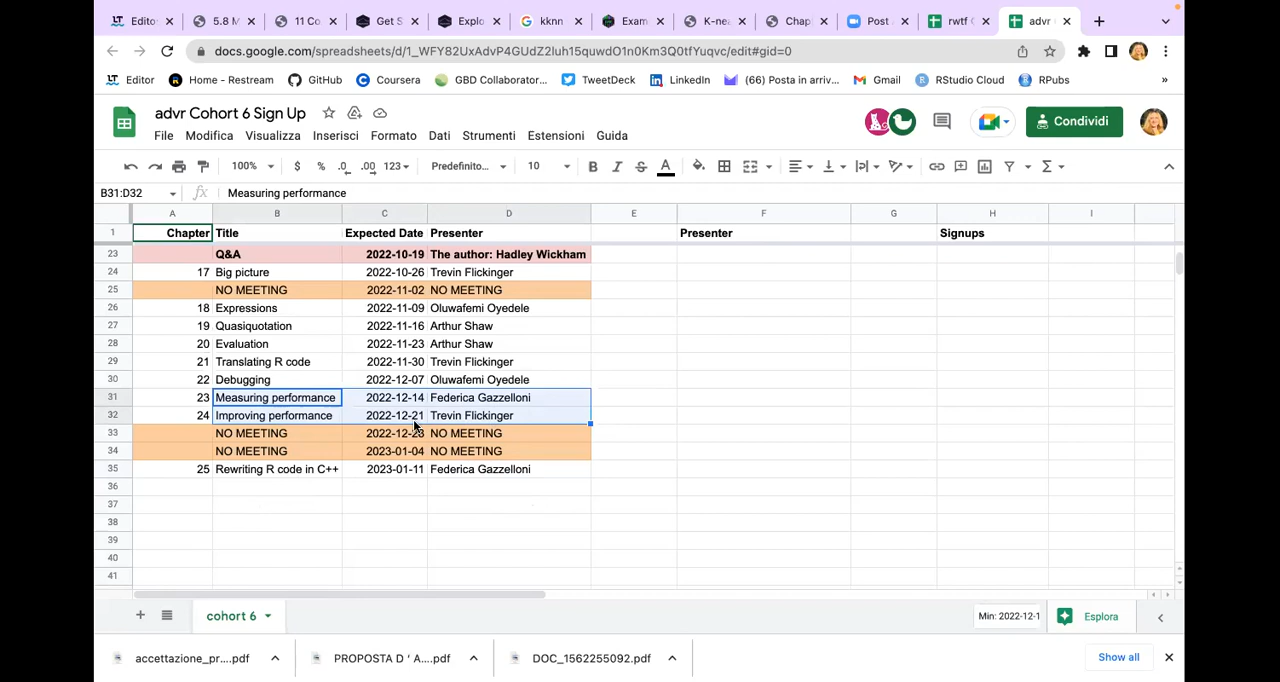 Editor 5.8 M 11 Co Get S Explo kknn Exam K-nea Chap Post A rwtf C advr
docs.google.com/spreadsheets/d/1_WFY82UxAdvP4GUdZ2luh15quwdO1n0Km3Q0tfYuqvc/edit#gid=0
Editor Home - Restream GitHub Coursera GBD Collaborator... TweetDeck LinkedIn (66) Posta in arriv... Gmail RStudio Cloud RPubs »
advr Cohort 6 Sign Up
File Modifica Visualizza Inserisci Formato Dati Strumenti Estensioni Guida
Condividi
100% $ % .0 .00 123 Predefinito... 10 B I S A
B31:D32 fx Measuring performance
A B C D E F G H I
1 Chapter Title Expected Date Presenter Presenter Signups
23 Q&A 2022-10-19 The author: Hadley Wickham
24 17 Big picture 2022-10-26 Trevin Flickinger
25 NO MEETING 2022-11-02 NO MEETING
26 18 Expressions 2022-11-09 Oluwafemi Oyedele
27 19 Quasiquotation 2022-11-16 Arthur Shaw
28 20 Evaluation 2022-11-23 Arthur Shaw
29 21 Translating R code 2022-11-30 Trevin Flickinger
30 22 Debugging 2022-12-07 Oluwafemi Oyedele
31 23 Measuring performance 2022-12-14 Federica Gazzelloni
32 24 Improving performance 2022-12-21 Trevin Flickinger
33 NO MEETING 2022-12-28 NO MEETING
34 NO MEETING 2023-01-04 NO MEETING
35 25 Rewriting R code in C++ 2023-01-11 Federica Gazzelloni
36
37
38
39
40
41
cohort 6 Min: 2022-12-1 Esplora
accettazione_pr....pdf PROPOSTA D ' A....pdf DOC_1562255092.pdf Show all